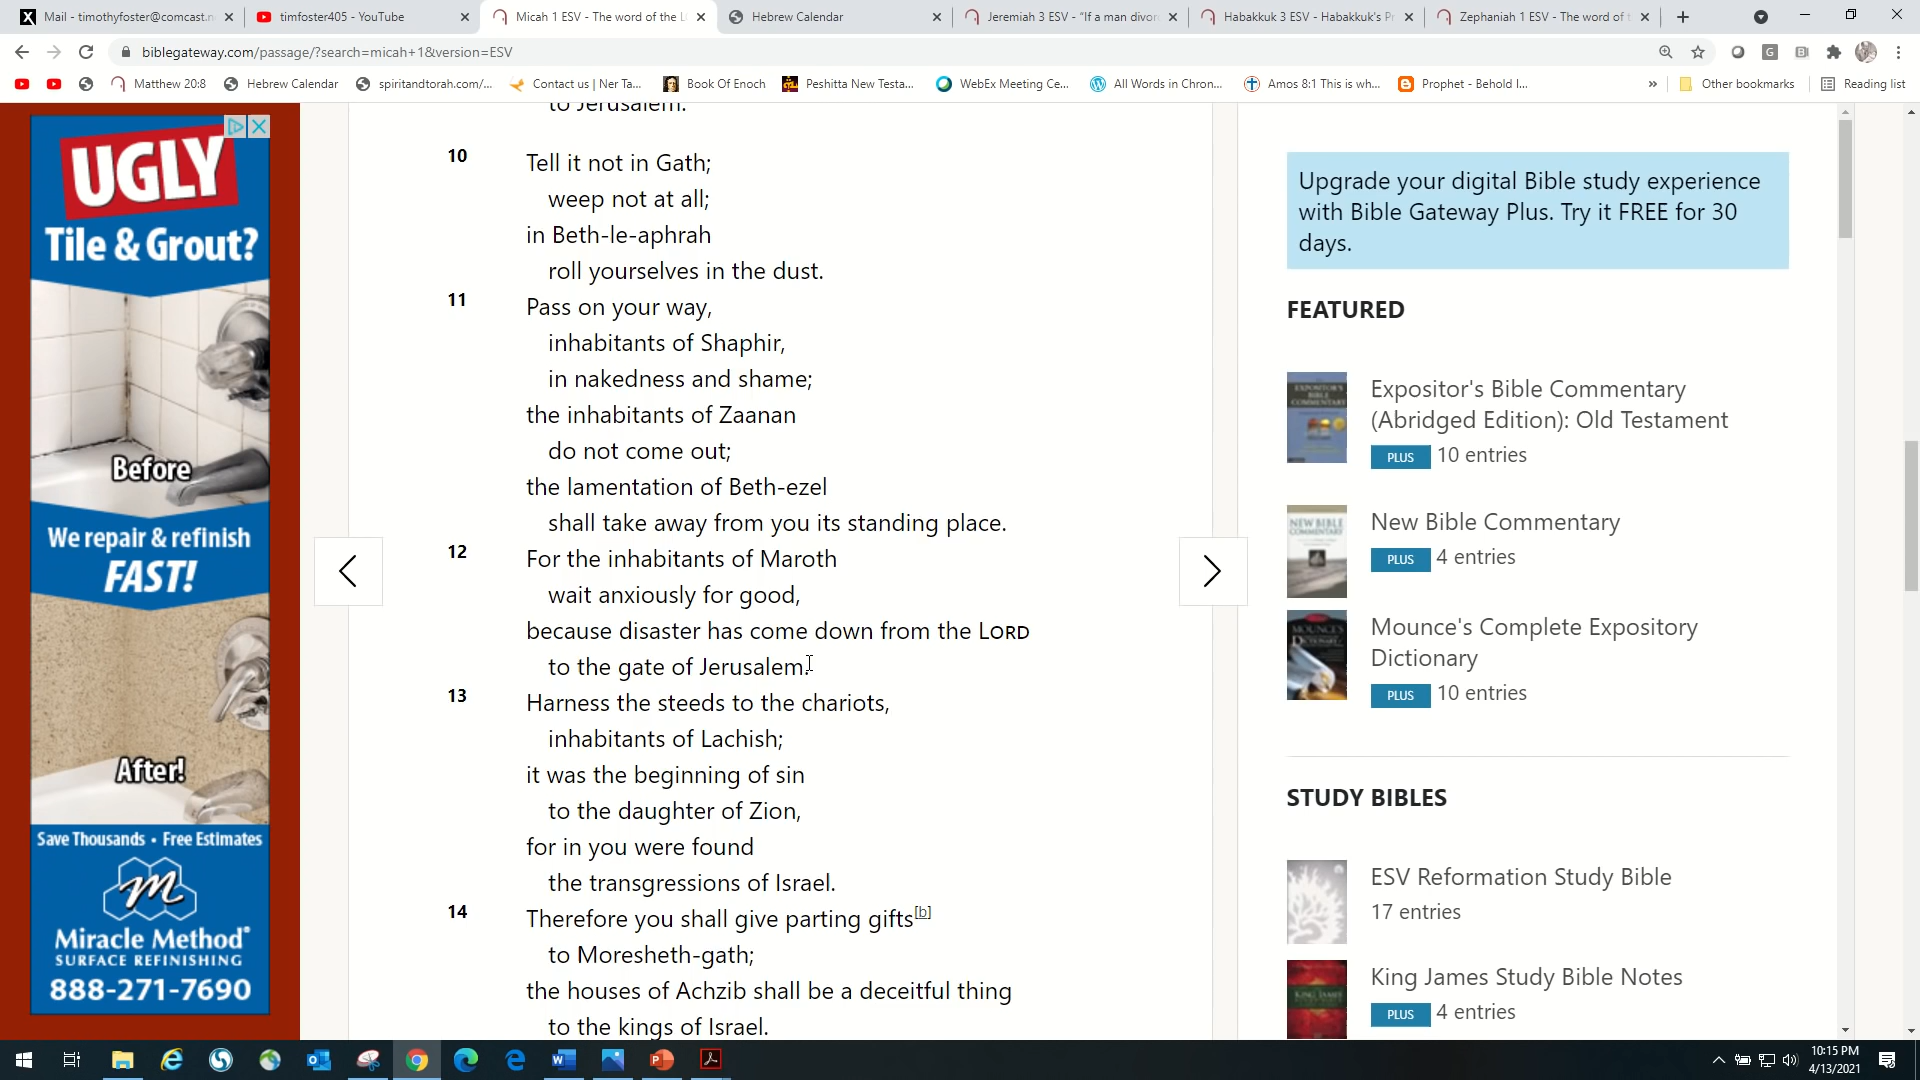 Mail - timothyfoster@comcast.n
timfoster405 - YouTube
Micah 1 ESV - The word of the L
Hebrew Calendar
Jeremiah 3 ESV - "If a man divor
Habakkuk 3 ESV - Habakkuk's Pr
Zephaniah 1 ESV - The word of t
biblegateway.com/passage/?search=micah+1&version=ESV
Matthew 20:8
Hebrew Calendar
spiritandtorah.com/...
Contact us | Ner Ta...
Book Of Enoch
Peshitta New Testa...
WebEx Meeting Ce...
All Words in Chron...
Amos 8:1 This is wh...
Prophet - Behold I...
»
Other bookmarks
Reading list
UGLY
Tile & Grout?
Before
We repair & refinish
FAST!
After!
Save Thousands • Free Estimates
Miracle Method®
SURFACE REFINISHING
888-271-7690
to Jerusalem.
10 Tell it not in Gath;
weep not at all;
in Beth-le-aphrah
roll yourselves in the dust.
11 Pass on your way,
inhabitants of Shaphir,
in nakedness and shame;
the inhabitants of Zaanan
do not come out;
the lamentation of Beth-ezel
shall take away from you its standing place.
12 For the inhabitants of Maroth
wait anxiously for good,
because disaster has come down from the LORD
to the gate of Jerusalem.
13 Harness the steeds to the chariots,
inhabitants of Lachish;
it was the beginning of sin
to the daughter of Zion,
for in you were found
the transgressions of Israel.
14 Therefore you shall give parting gifts[b]
to Moresheth-gath;
the houses of Achzib shall be a deceitful thing
to the kings of Israel.
Upgrade your digital Bible study experience
with Bible Gateway Plus. Try it FREE for 30
days.
FEATURED
Expositor's Bible Commentary
(Abridged Edition): Old Testament
PLUS 10 entries
New Bible Commentary
PLUS 4 entries
Mounce's Complete Expository
Dictionary
PLUS 10 entries
STUDY BIBLES
ESV Reformation Study Bible
17 entries
King James Study Bible Notes
PLUS 4 entries
10:15 PM
4/13/2021